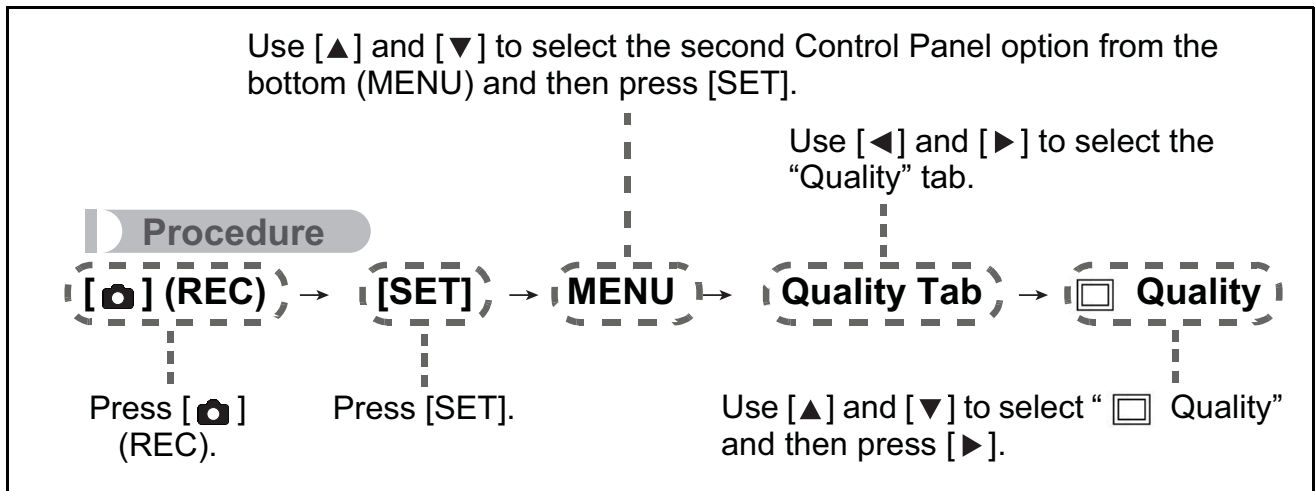 Use [▲] and [▼] to select the second Control Panel option from the
bottom (MENU) and then press [SET].
Use [◀] and [▶] to select the
“Quality” tab.
Procedure
[📷] (REC) → [SET] → MENU → Quality Tab → Quality
Press [📷]
(REC).
Press [SET].
Use [▲] and [▼] to select “ Quality”
and then press [▶].